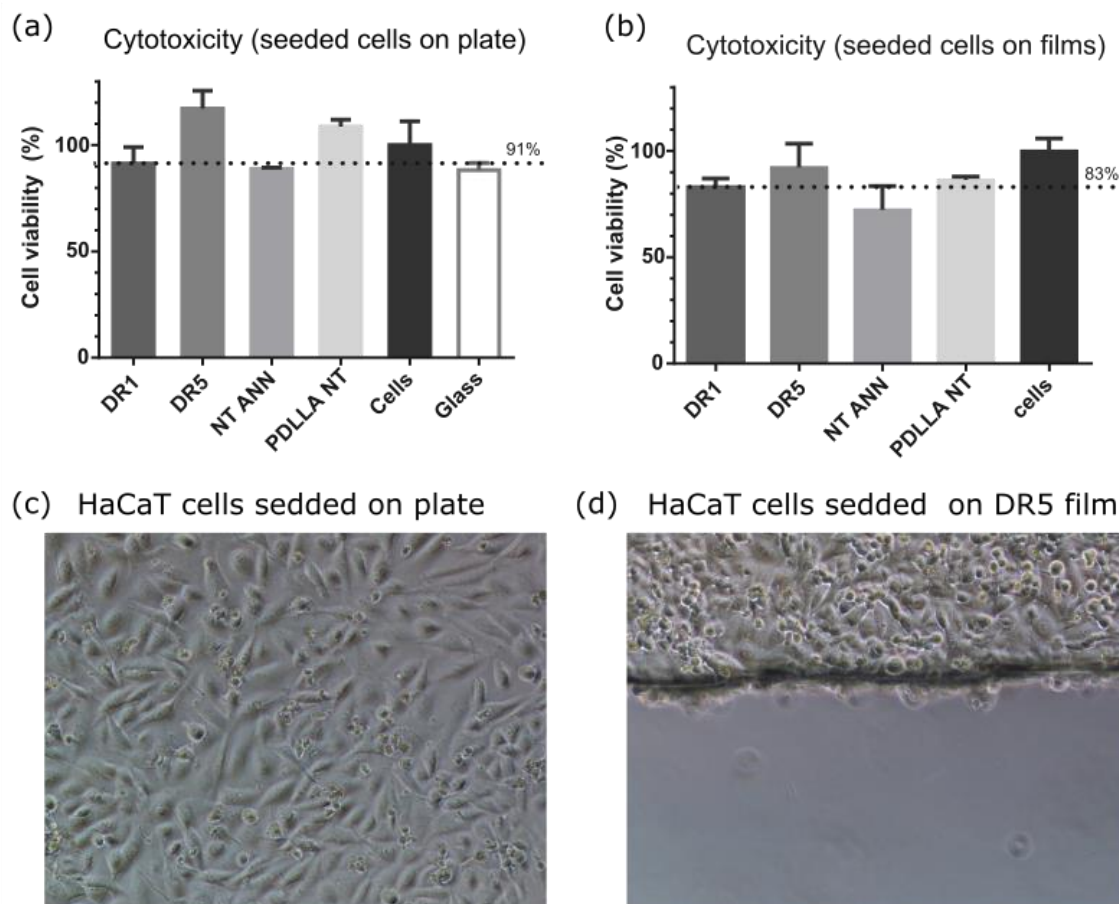 (a)
Cytotoxicity (seeded cells on plate)
Cell viability (%)
100
50
0
91%
DR1
DR5
NT ANN
PDLLA NT
Cells
Glass
(b)
Cytotoxicity (seeded cells on films)
Cell viability (%)
100
50
0
83%
DR1
DR5
NT ANN
PDLLA NT
cells
(c) HaCaT cells sedded on plate
(d) HaCaT cells sedded on DR5 film